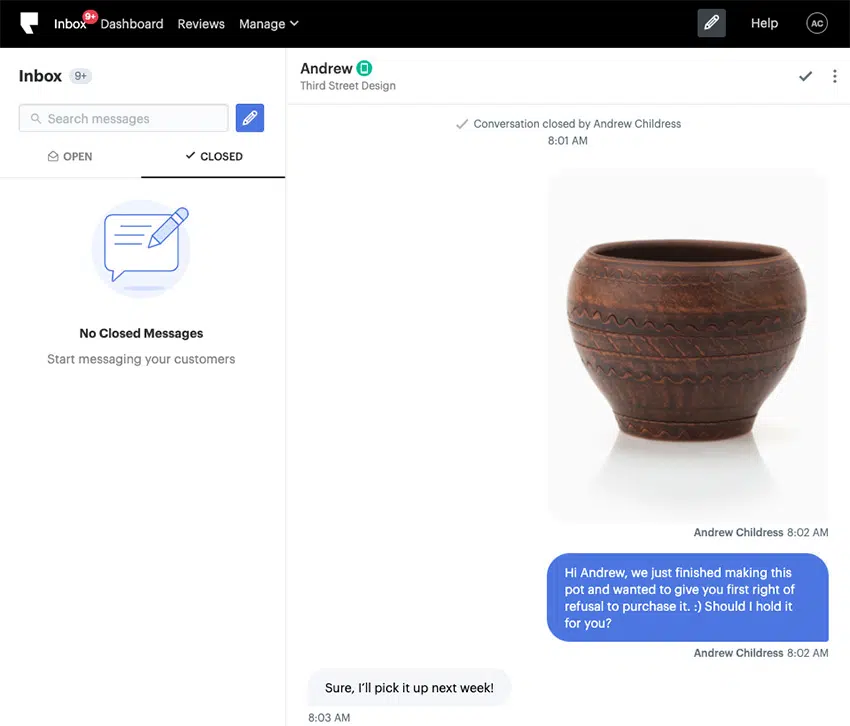 Inbox 9+ Dashboard Reviews Manage Help AC
Inbox 9+
Search messages
OPEN CLOSED
No Closed Messages
Start messaging your customers
Andrew
Third Street Design
Conversation closed by Andrew Childress
8:01 AM
Andrew Childress 8:02 AM
Hi Andrew, we just finished making this
pot and wanted to give you first right of
refusal to purchase it. :) Should I hold it
for you?
Andrew Childress 8:02 AM
Sure, I’ll pick it up next week!
8:03 AM